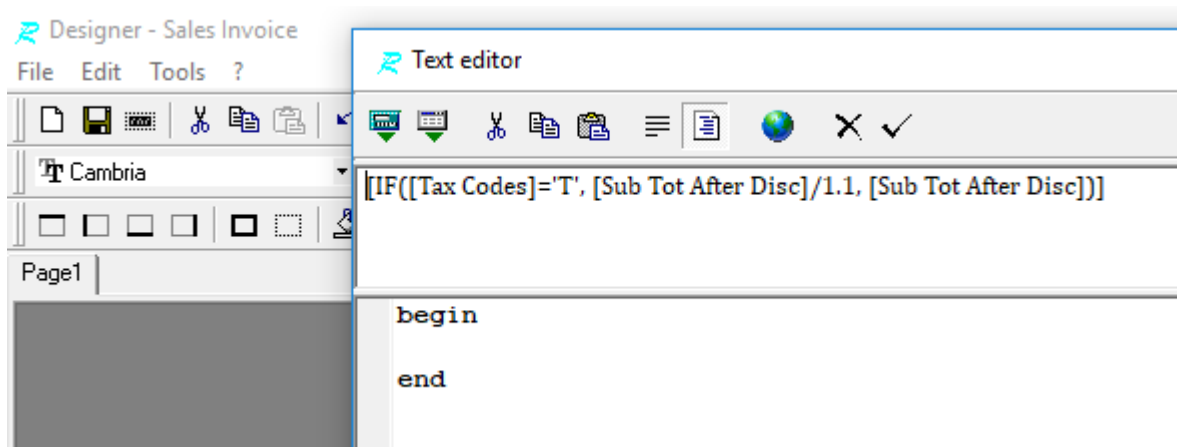 Designer - Sales Invoice
File Edit Tools ?
Cambria
Page1
Text editor
[IF([Tax Codes]='T', [Sub Tot After Disc]/1.1, [Sub Tot After Disc])]
begin
end